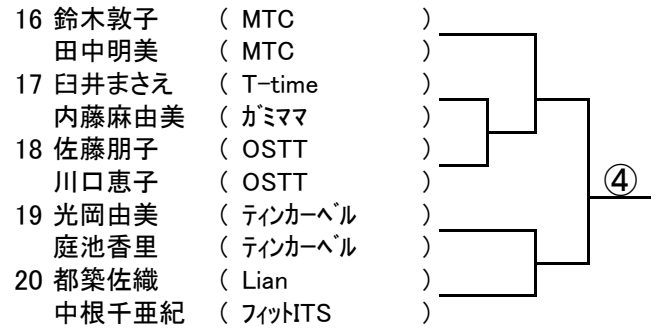 16 鈴木敦子 ( MTC )
田中明美 ( MTC )
17 臼井まさえ ( T-time )
内藤麻由美 ( ガミママ )
18 佐藤朋子 ( OSTT )
川口恵子 ( OSTT )
④
19 光岡由美 ( ティンカーベル )
庭池香里 ( ティンカーベル )
20 都築佐織 ( Lian )
中根千亜紀 ( フィットITS )